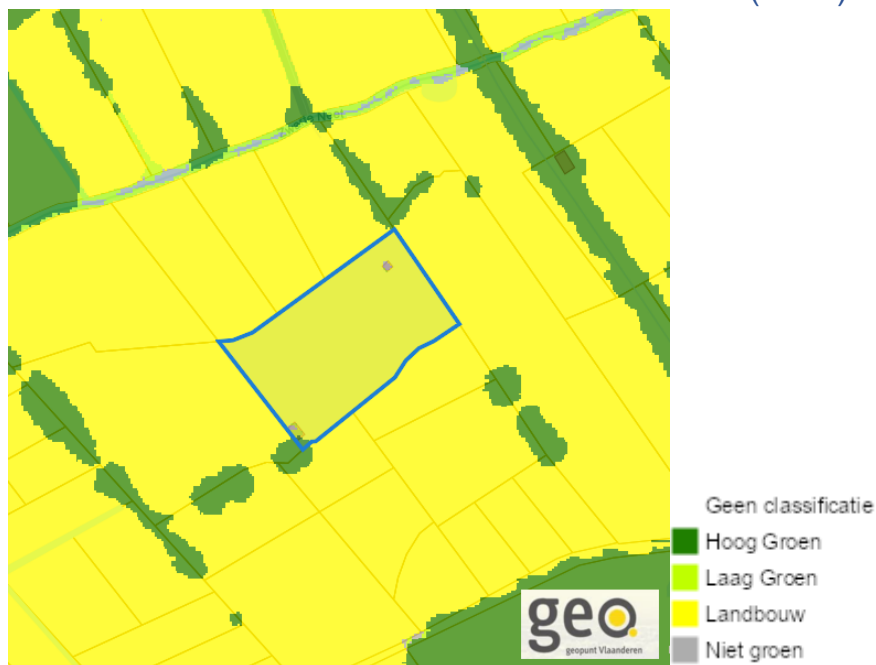 Geen classificatie
Hoog Groen
Laag Groen
Landbouw
Niet groen
geo.
geopunt Vlaanderen